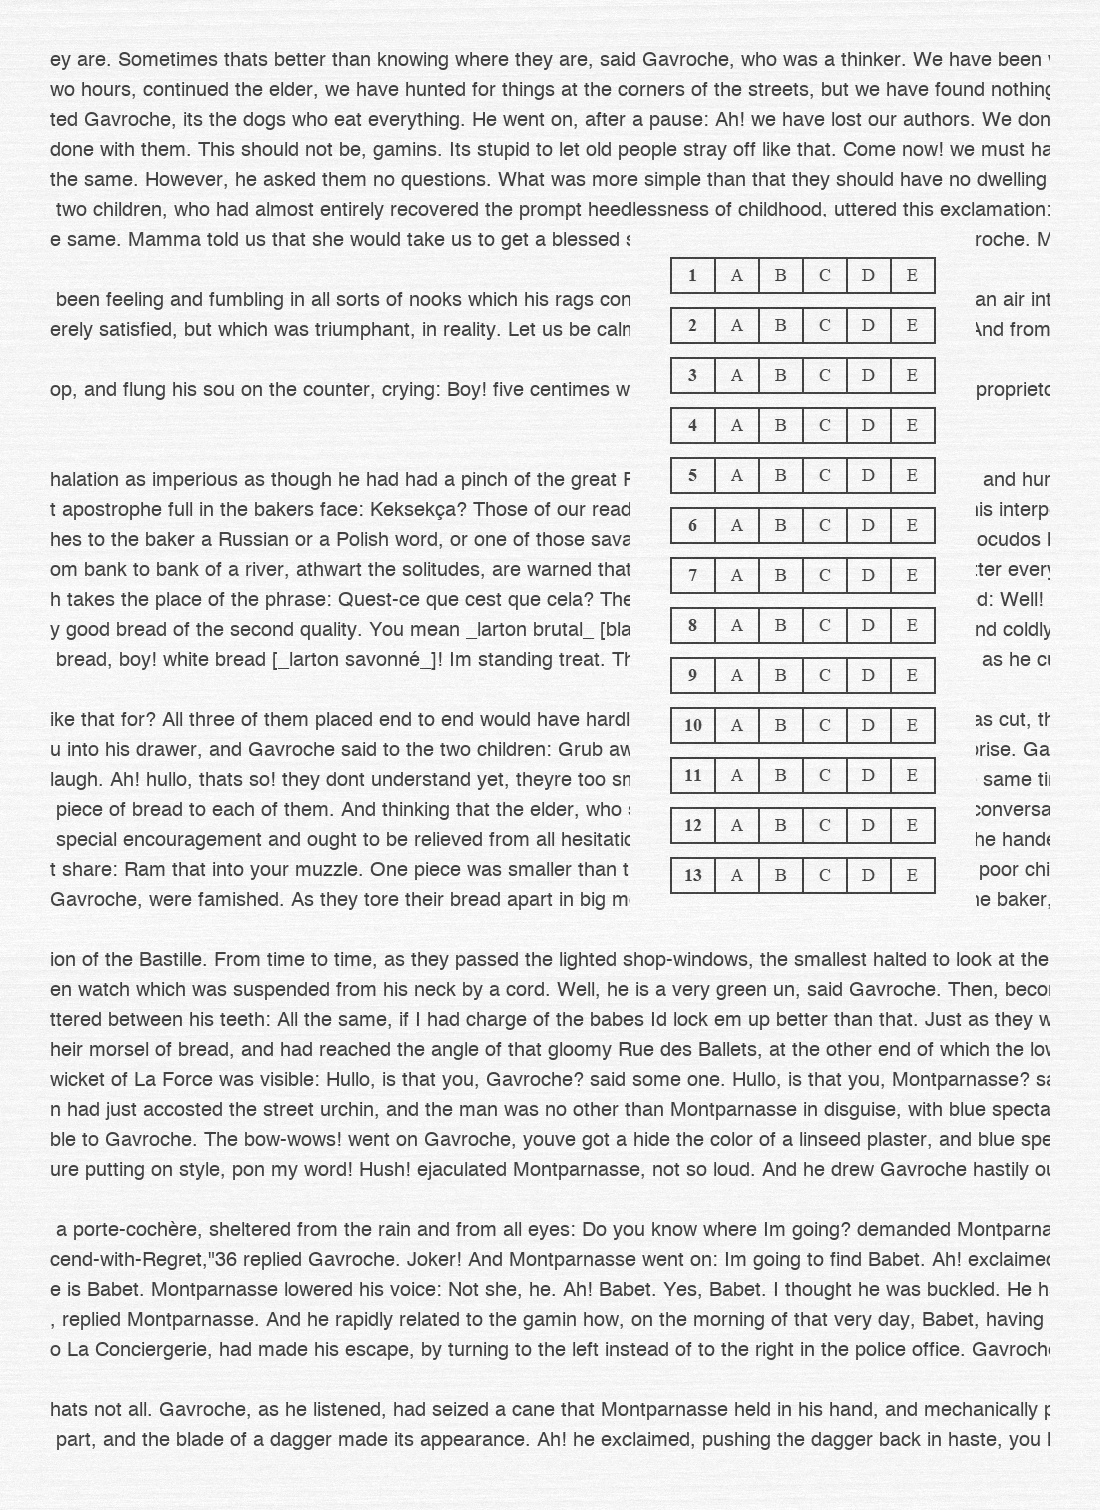 ey are. Sometimes thats better than knowing where they are, said Gavroche, who was a thinker. We have been
wo hours, continued the elder, we have hunted for things at the corners of the streets, but we have found nothing
ted Gavroche, its the dogs who eat everything. He went on, after a pause: Ah! we have lost our authors. We don
done with them. This should not be, gamins. Its stupid to let old people stray off like that. Come now! we must ha
the same. However, he asked them no questions. What was more simple than that they should have no dwelling
two children, who had almost entirely recovered the prompt heedlessness of childhood, uttered this exclamation:
e same. Mamma told us that she would take us to get a blessed roche. M
1 A B C D E
been feeling and fumbling in all sorts of nooks which his rags con an air int
2 A B C D E
erely satisfied, but which was triumphant, in reality. Let us be calm And from
3 A B C D E
op, and flung his sou on the counter, crying: Boy! five centimes w proprieto
4 A B C D E
halation as imperious as though he had had a pinch of the great and hur
5 A B C D E
t apostrophe full in the bakers face: Keksekça? Those of our read is interp
6 A B C D E
hes to the baker a Russian or a Polish word, or one of those sava ocudos
om bank to bank of a river, athwart the solitudes, are warned that ter every
7 A B C D E
h takes the place of the phrase: Quest-ce que cest que cela? The d: Well!
8 A B C D E
y good bread of the second quality. You mean _larton brutal_ [bla nd coldly
bread, boy! white bread [_larton savonné_]! Im standing treat. Th as he cu
9 A B C D E
ike that for? All three of them placed end to end would have hardl as cut, th
10 A B C D E
u into his drawer, and Gavroche said to the two children: Grub aw rise. Ga
11 A B C D E
laugh. Ah! hullo, thats so! they dont understand yet, theyre too sm same tim
piece of bread to each of them. And thinking that the elder, who conversa
12 A B C D E
special encouragement and ought to be relieved from all hesitatio he hande
t share: Ram that into your muzzle. One piece was smaller than t poor chi
13 A B C D E
Gavroche, were famished. As they tore their bread apart in big mo he baker,
ion of the Bastille. From time to time, as they passed the lighted shop-windows, the smallest halted to look at the
en watch which was suspended from his neck by a cord. Well, he is a very green un, said Gavroche. Then, becom
ttered between his teeth: All the same, if I had charge of the babes Id lock em up better than that. Just as they w
heir morsel of bread, and had reached the angle of that gloomy Rue des Ballets, at the other end of which the low
wicket of La Force was visible: Hullo, is that you, Gavroche? said some one. Hullo, is that you, Montparnasse? sa
n had just accosted the street urchin, and the man was no other than Montparnasse in disguise, with blue specta
ble to Gavroche. The bow-wows! went on Gavroche, youve got a hide the color of a linseed plaster, and blue spe
ure putting on style, pon my word! Hush! ejaculated Montparnasse, not so loud. And he drew Gavroche hastily ou
a porte-cochère, sheltered from the rain and from all eyes: Do you know where Im going? demanded Montparna
cend-with-Regret,"36 replied Gavroche. Joker! And Montparnasse went on: Im going to find Babet. Ah! exclaimed
e is Babet. Montparnasse lowered his voice: Not she, he. Ah! Babet. Yes, Babet. I thought he was buckled. He h
, replied Montparnasse. And he rapidly related to the gamin how, on the morning of that very day, Babet, having
o La Conciergerie, had made his escape, by turning to the left instead of to the right in the police office. Gavroche
hats not all. Gavroche, as he listened, had seized a cane that Montparnasse held in his hand, and mechanically p
part, and the blade of a dagger made its appearance. Ah! he exclaimed, pushing the dagger back in haste, you